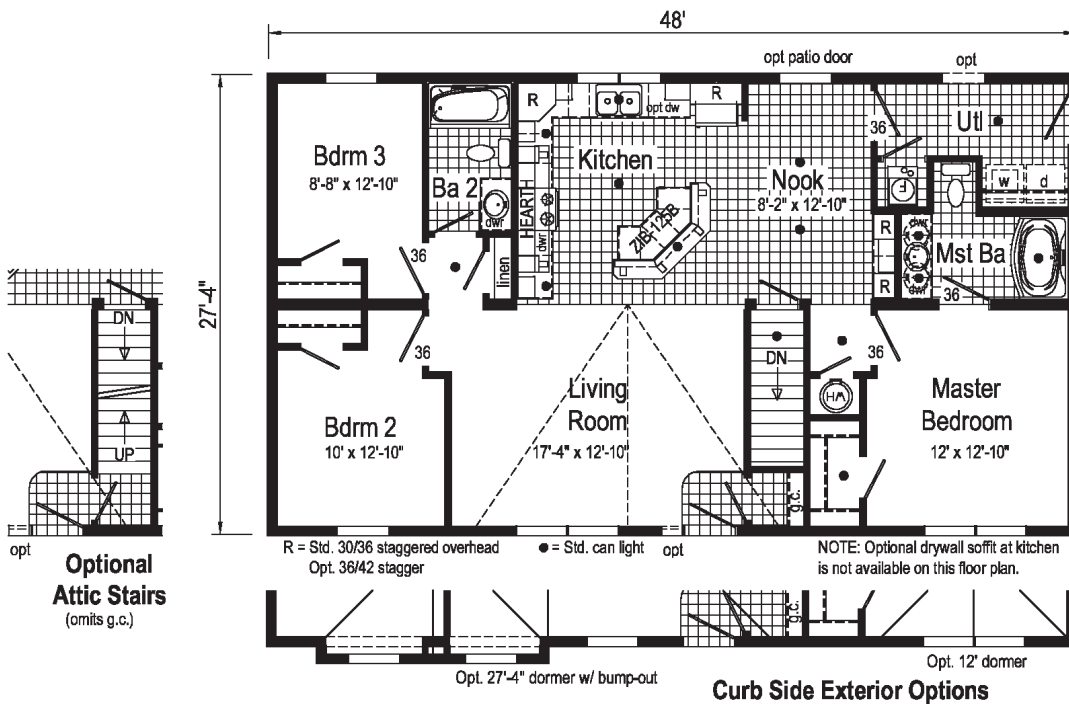 48'
opt patio door
opt
27'-4"
Bdrm 3
8'-8" x 12'-10"
Ba 2
dwr
R
opt dw
R
Kitchen
HEARTH
dwr
ZIB-125B
Nook
8'-2" x 12'-10"
36
Utl
F
w
d
R
dwr
Mst Ba
dwr
R
36
36
linen
36
DN
UP
opt
Optional
Attic Stairs
(omits g.c.)
Bdrm 2
10' x 12'-10"
Living
Room
17'-4" x 12'-10"
DN
36
HW
Master
Bedroom
12' x 12'-10"
g.c.
R = Std. 30/36 staggered overhead
Opt. 36/42 stagger
● = Std. can light
opt
NOTE: Optional drywall soffit at kitchen
is not available on this floor plan.
g.c.
Opt. 27'-4" dormer w/ bump-out
Opt. 12' dormer
Curb Side Exterior Options